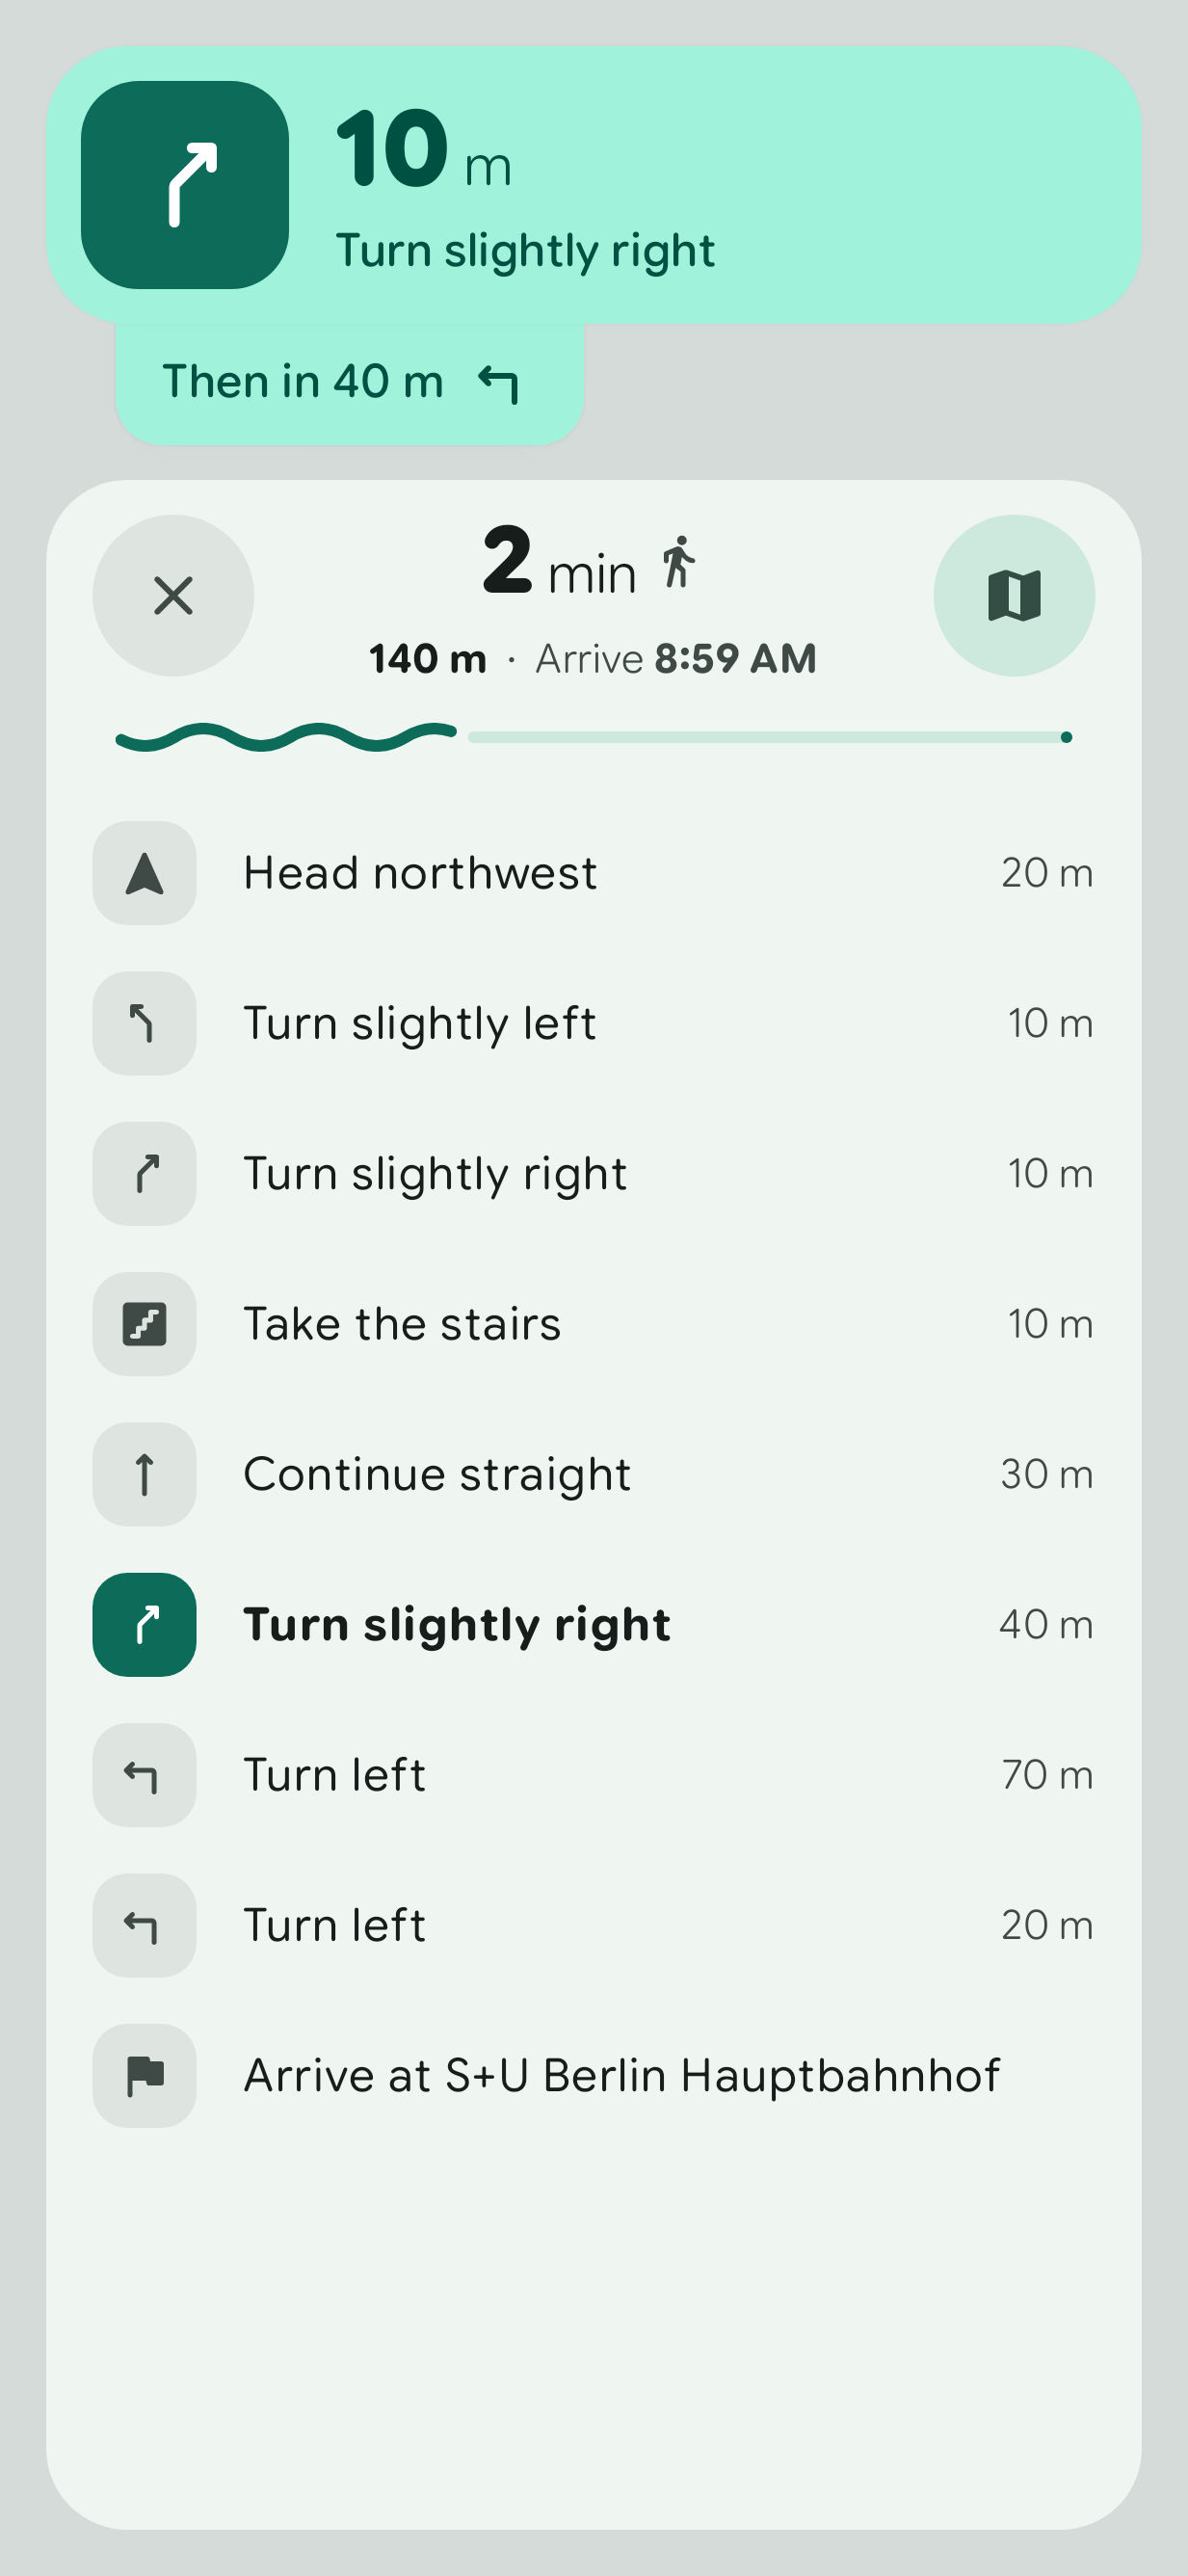 10 m
Turn slightly right
Then in 40 m
2 min
140 m · Arrive 8:59 AM
Head northwest 20 m
Turn slightly left 10 m
Turn slightly right 10 m
Take the stairs 10 m
Continue straight 30 m
Turn slightly right 40 m
Turn left 70 m
Turn left 20 m
Arrive at S+U Berlin Hauptbahnhof